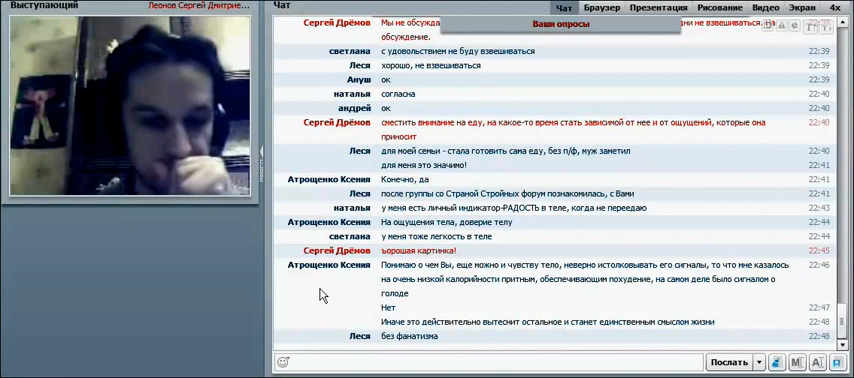 Выступающий
Леонов Сергей Дмитрие...
Чат
Чат
Браузер
Презентация
Рисование
Видео
Экран
4x
Ваши опросы
Сергей Дрёмов Мы не обсужда дни не взвешиваться. На 22:39
обсуждение.
светлана с удовольствием не буду взвешиваться 22:39
Леся хорошо, не взвешиваться 22:39
Ануш ок 22:39
наталья согласна 22:40
андрей ок 22:40
Сергей Дрёмов сместить внимание на еду, на какое-то время стать зависимой от нее и от ощущений, которые она 22:40
приносит
Леся для моей семьи - стала готовить сама еду, без п/ф, муж заметил 22:40
для меня это значимо! 22:41
Атрощенко Ксения Конечно, да 22:41
Леся после группы со Страной Стройных форум познакомилась, с Вами 22:41
наталья у меня есть личный индикатор-РАДОСТЬ в теле, когда не переедаю 22:43
Атрощенко Ксения На ощущения тела, доверие телу 22:44
светлана у меня тоже легкость в теле 22:44
Сергей Дрёмов ъорошая картинка! 22:45
Атрощенко Ксения Понимаю о чем Вы, еще можно и чувству тело, неверно истолковывать его сигналы, то что мне казалось 22:46
на очень низкой калорийности притным, обеспечивающим похудение, на самом деле было сигналом о
голоде
Нет 22:47
Иначе это действительно вытеснит остальное и станет единственным смыслом жизни 22:48
Леся без фанатизма 22:48
Послать